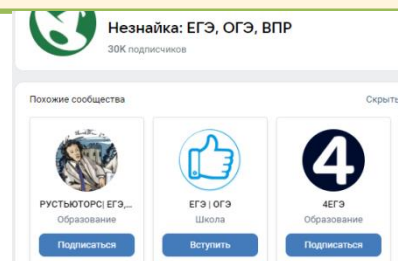 Незнайка: ЕГЭ, ОГЭ, ВПР
30K подписчиков
Похожие сообщества
Скрыть
РУСТЬЮТОРС| ЕГЭ,...
Образование
Подписаться
ЕГЭ | ОГЭ
Школа
Вступить
4
4ЕГЭ
Образование
Подписаться